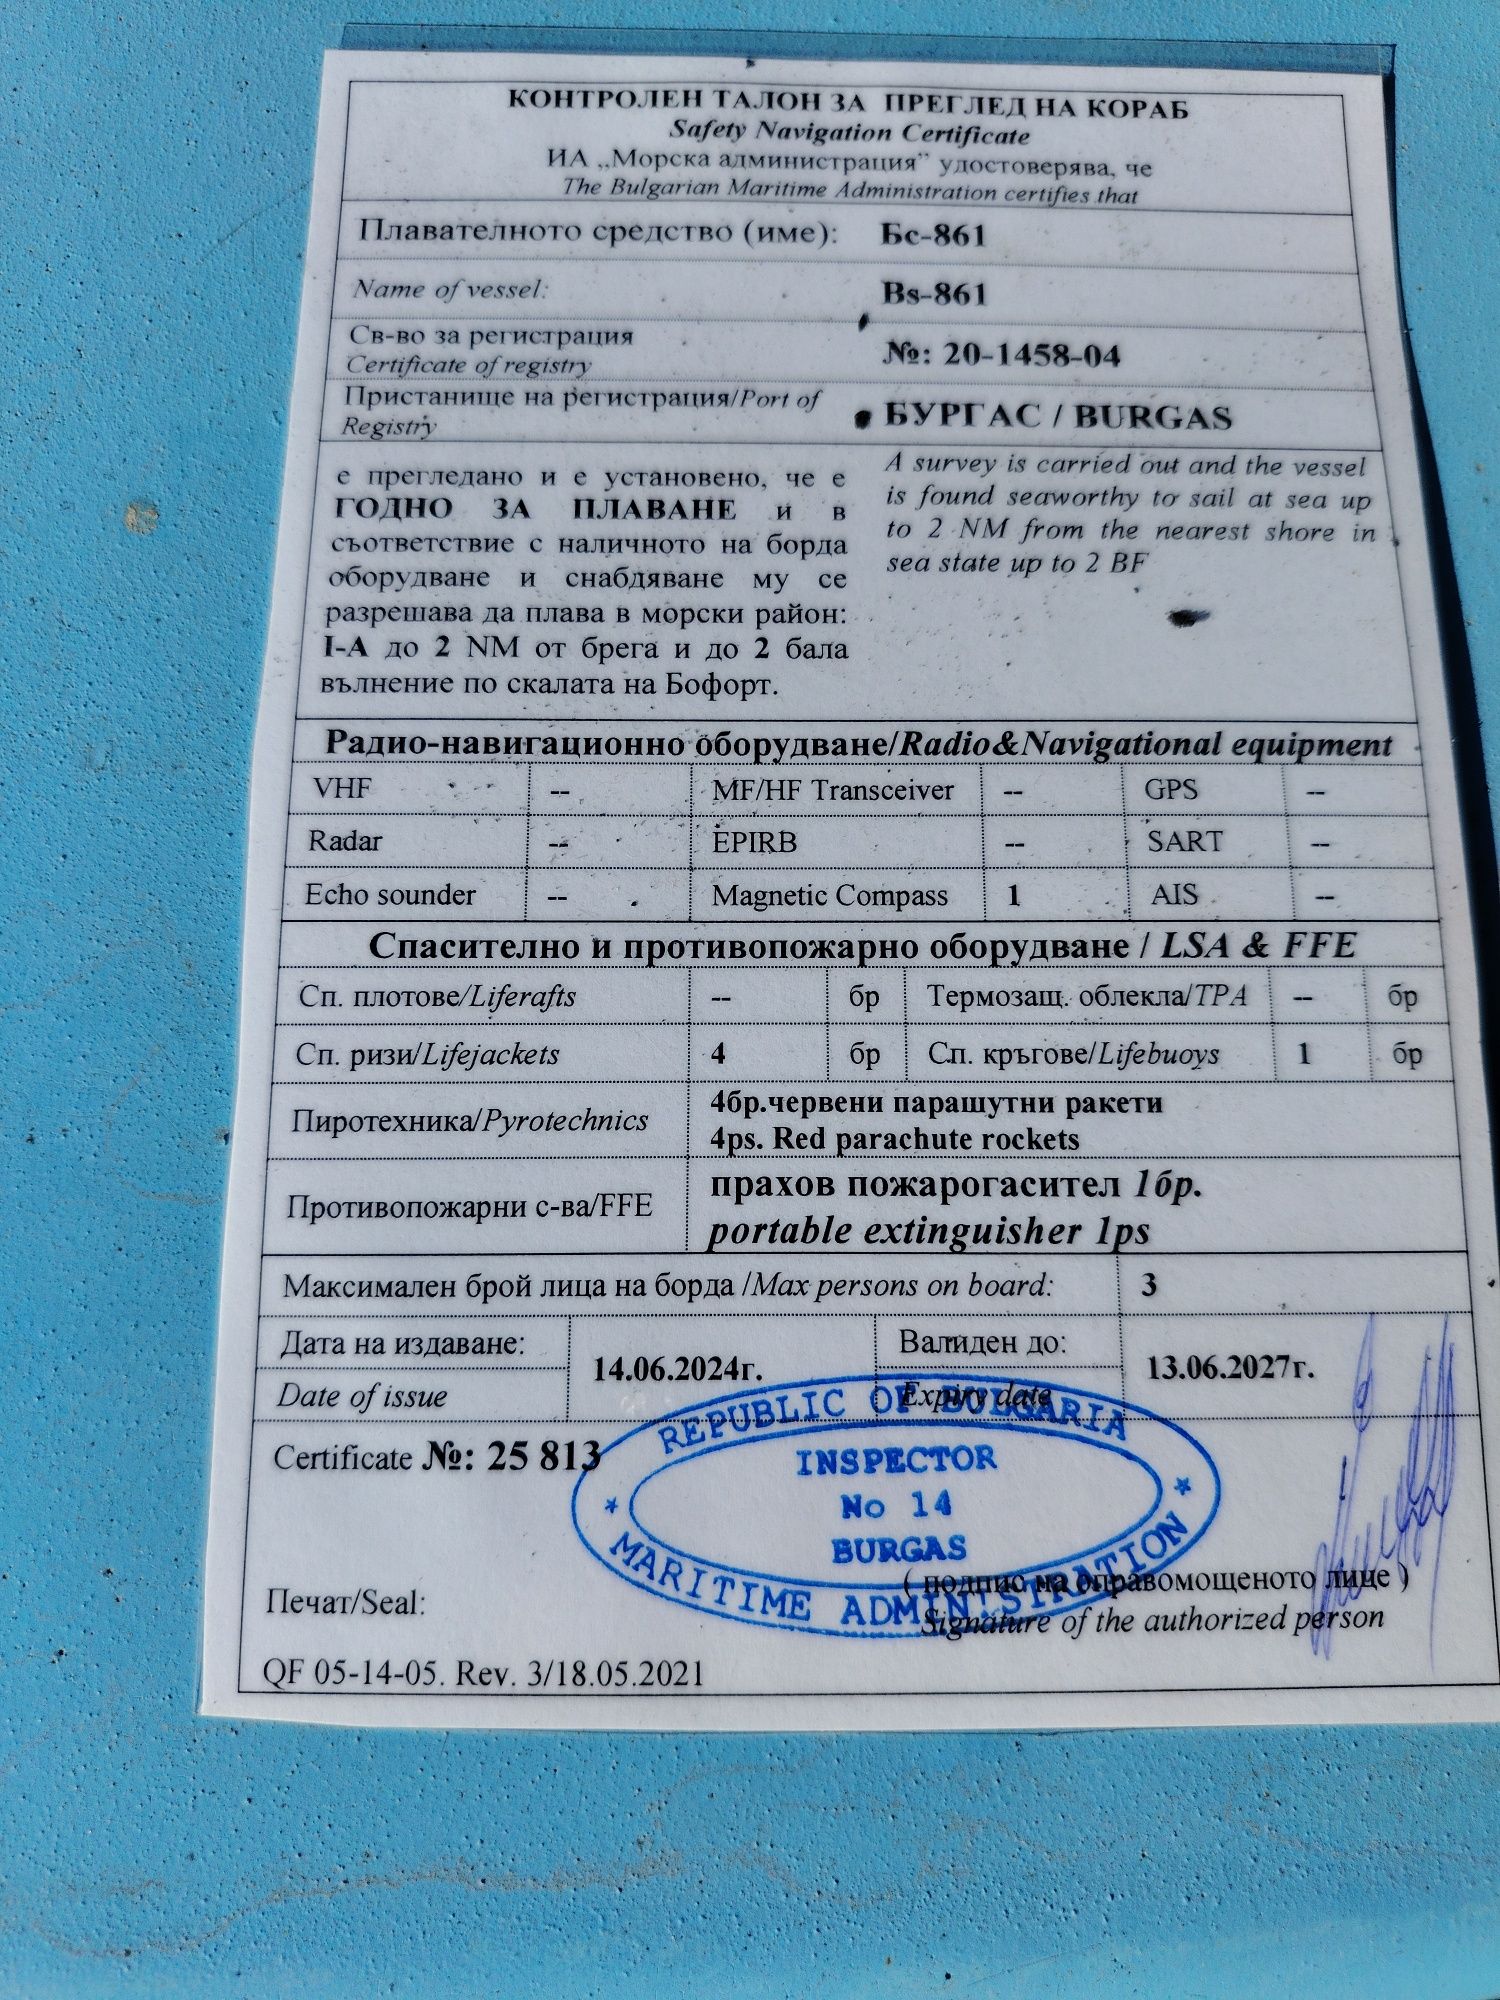 КОНТРОЛЕН ТАЛОН ЗА ПРЕГЛЕД НА КОРАБ
Safety Navigation Certificate
ИА „Морска администрация” удостоверява, че
The Bulgarian Maritime Administration certifies that
Плавателното средство (име): Бс-861
Name of vessel: Bs-861
Св-во за регистрация
Certificate of registry
№: 20-1458-04
Пристанище на регистрация/Port of
Registry
БУРГАС / BURGAS
е прегледано и е установено, че е
ГОДНО ЗА ПЛАВАНЕ и в
съответствие с наличното на борда
оборудване и снабдяване му се
разрешава да плава в морски район:
I-A до 2 NM от брега и до 2 бала
вълнение по скалата на Бофорт.
A survey is carried out and the vessel
is found seaworthy to sail at sea up
to 2 NM from the nearest shore in
sea state up to 2 BF
Радио-навигационно оборудване/Radio&Navigational equipment
VHF -- MF/HF Transceiver -- GPS --
Radar -- EPIRB -- SART --
Echo sounder -- Magnetic Compass 1 AIS --
Спасително и противопожарно оборудване / LSA & FFE
Сп. плотове/Liferafts -- бр Термозащ. облекла/TPA -- бр
Сп. ризи/Lifejackets 4 бр Сп. кръгове/Lifebuoys 1 бр
Пиротехника/Pyrotechnics
4бр.червени парашутни ракети
4ps. Red parachute rockets
Противопожарни с-ва/FFE
прахов пожарогасител 1бр.
portable extinguisher 1ps
Максимален брой лица на борда /Max persons on board: 3
Дата на издаване:
Date of issue
14.06.2024г.
Валиден до:
Expiry date
13.06.2027г.
Certificate №: 25 813
REPUBLIC OF BULGARIA
INSPECTOR
No 14
BURGAS
MARITIME ADMINISTRATION
( подпис на оправомощеното лице )
Печат/Seal:
Signature of the authorized person
QF 05-14-05. Rev. 3/18.05.2021